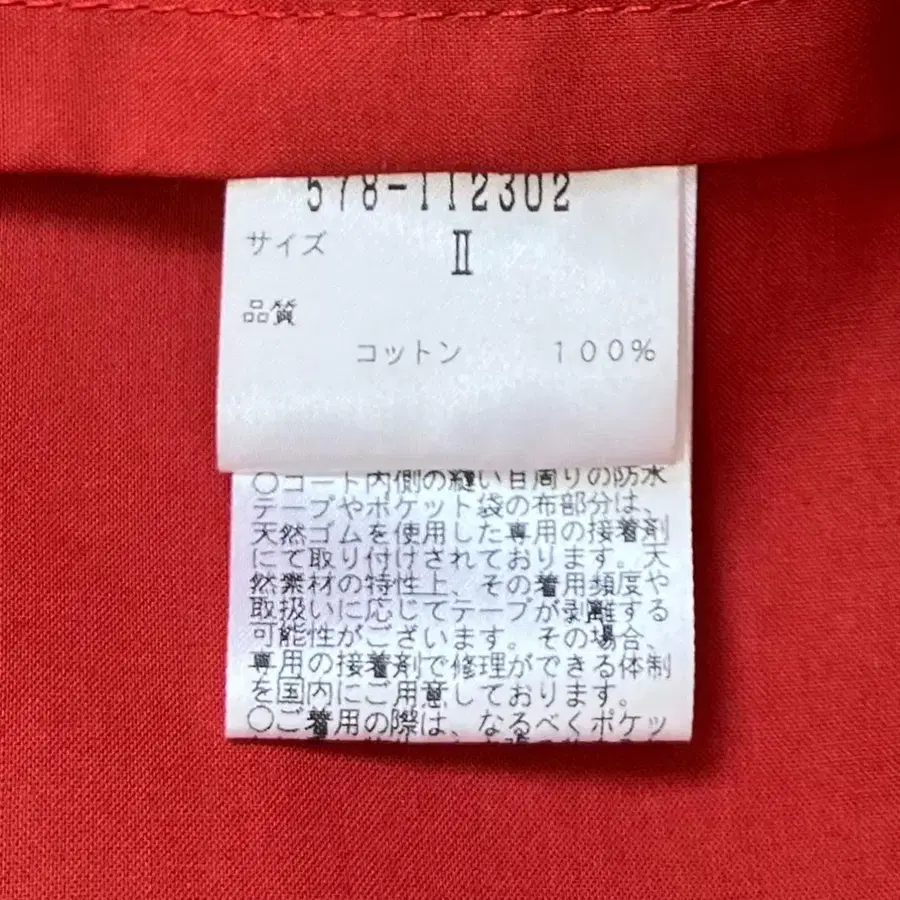 578-112302
サイズ
Ⅱ
品質
コットン 100%
○コート内側の縫い目周りの防水
テープやポケット袋の布部分は、
天然ゴムを使用した専用の接着剤
にて取り付けされております。天
然素材の特性上、その着用頻度や
取扱いに応じてテープが剥離する
可能性がございます。その場合、
専用の接着剤で修理ができる体制
を国内にご用意しております。
○ご着用の際は、なるべくポケッ